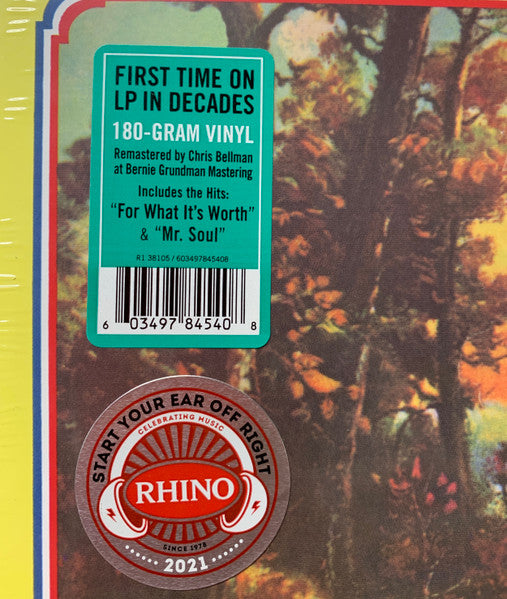 FIRST TIME ON
LP IN DECADES
180-GRAM VINYL
Remastered by Chris Bellman
at Bernie Grundman Mastering
Includes the Hits:
"For What It's Worth"
& "Mr. Soul"
R1 38105 / 603497845408
6 03497 84540 8
START YOUR EAR OFF RIGHT
CELEBRATING MUSIC
RHINO
SINCE 1978
2021